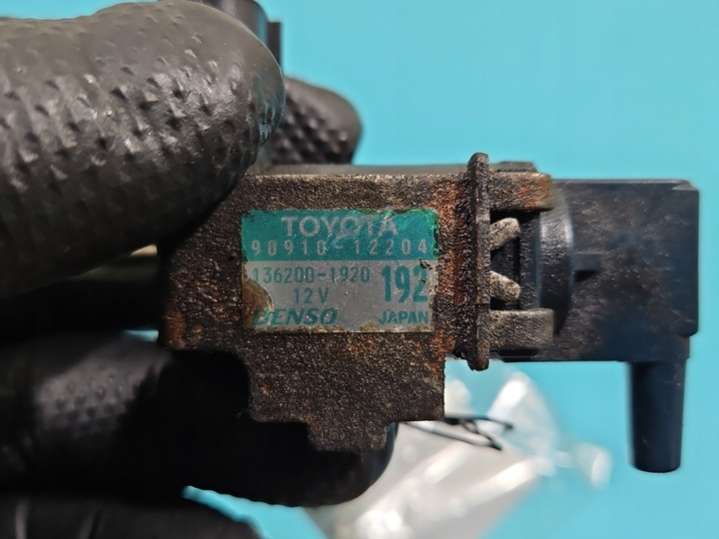 TOYOTA
90910-12204
136200-1920 192
12V
DENSO JAPAN